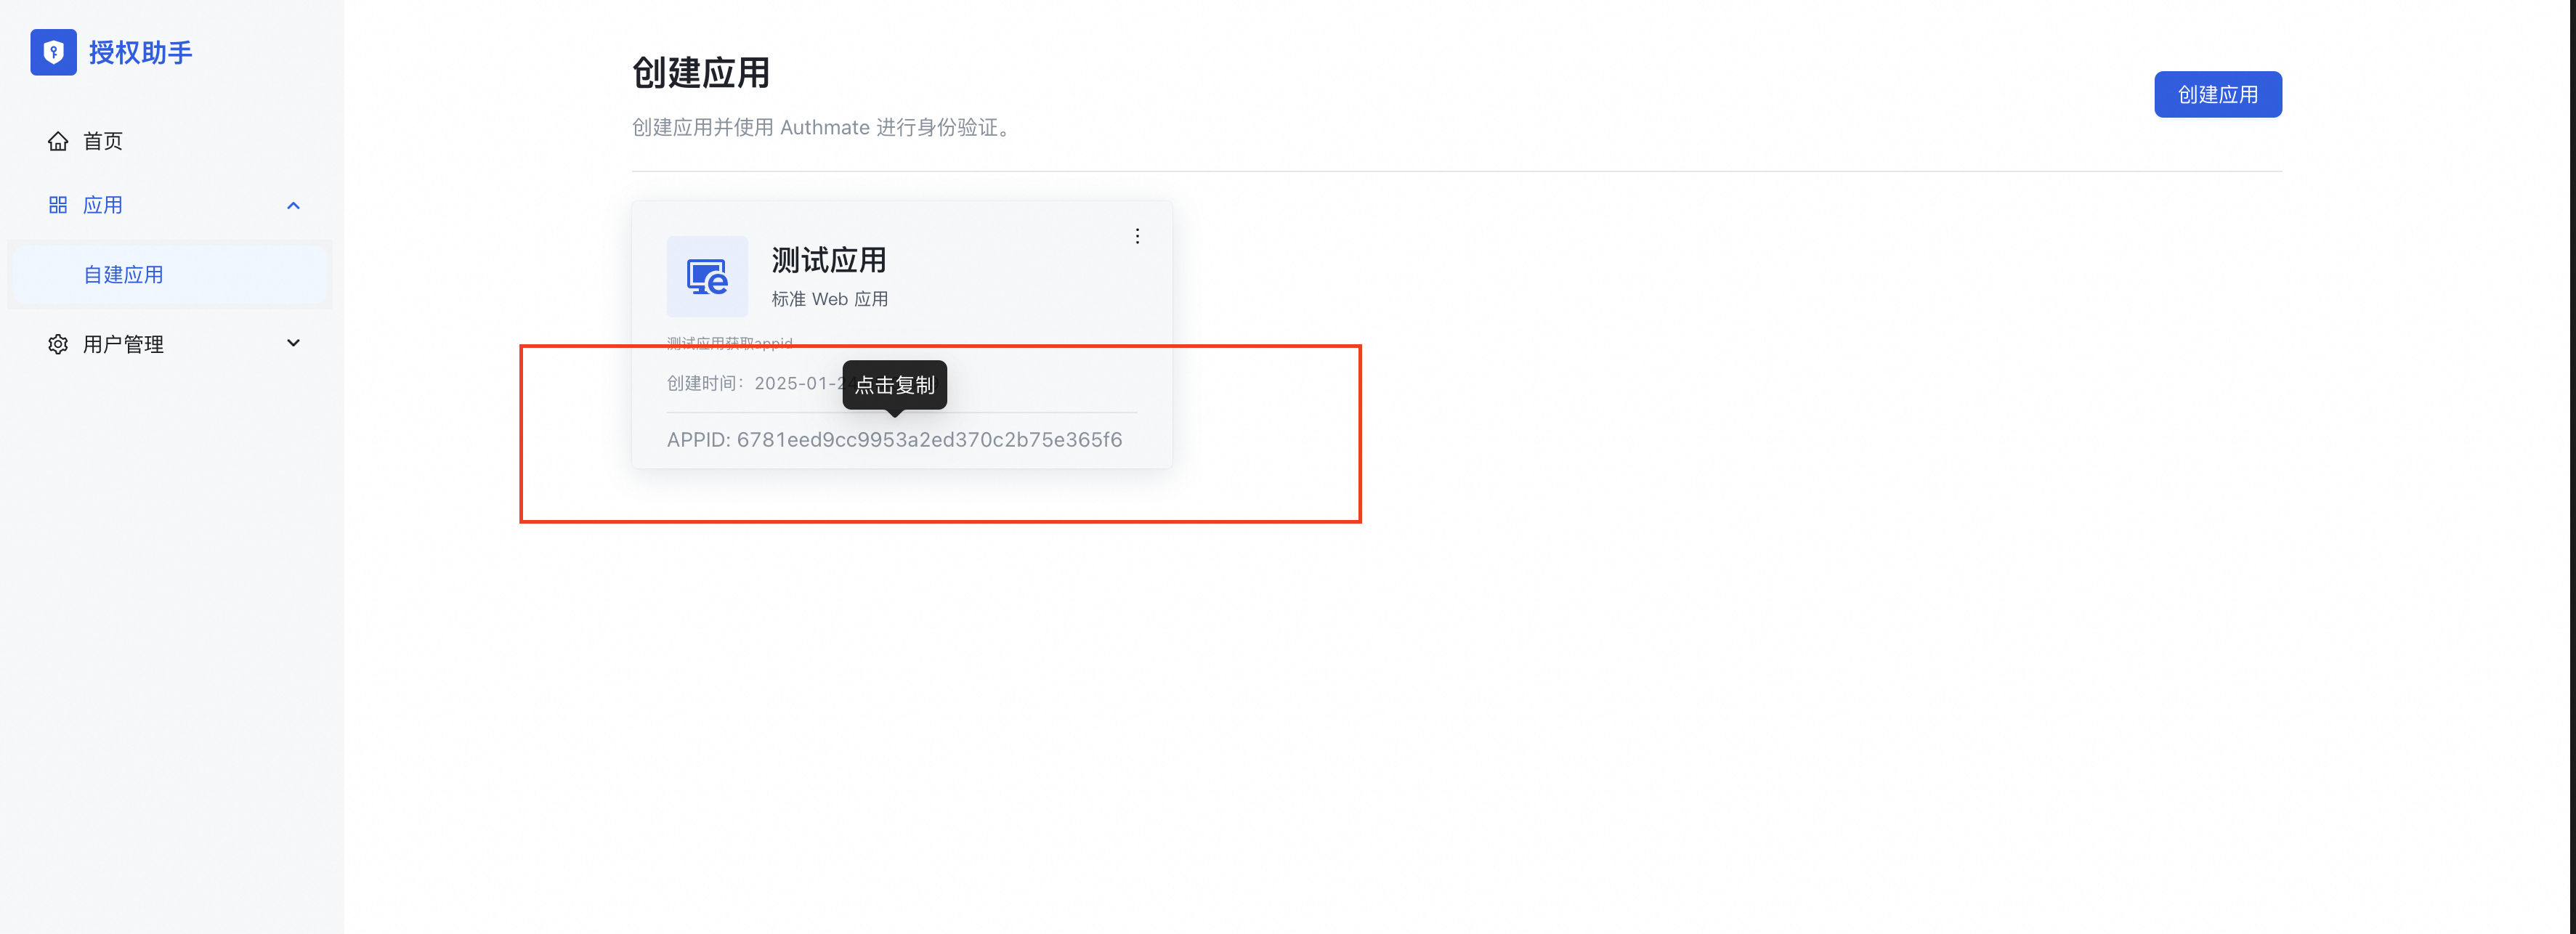 授权助手
首页
应用
自建应用
用户管理
创建应用
创建应用并使用 Authmate 进行身份验证。
创建应用
测试应用
标准 Web 应用
测试应用获取appid
创建时间：2025-01-2
点击复制
APPID: 6781eed9cc9953a2ed370c2b75e365f6